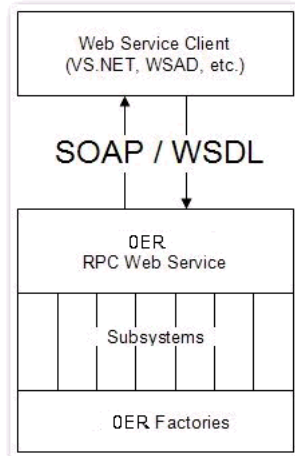 Web Service Client
(VS.NET, WSAD, etc.)
SOAP / WSDL
OER
RPC Web Service
Subsystems
OER Factories